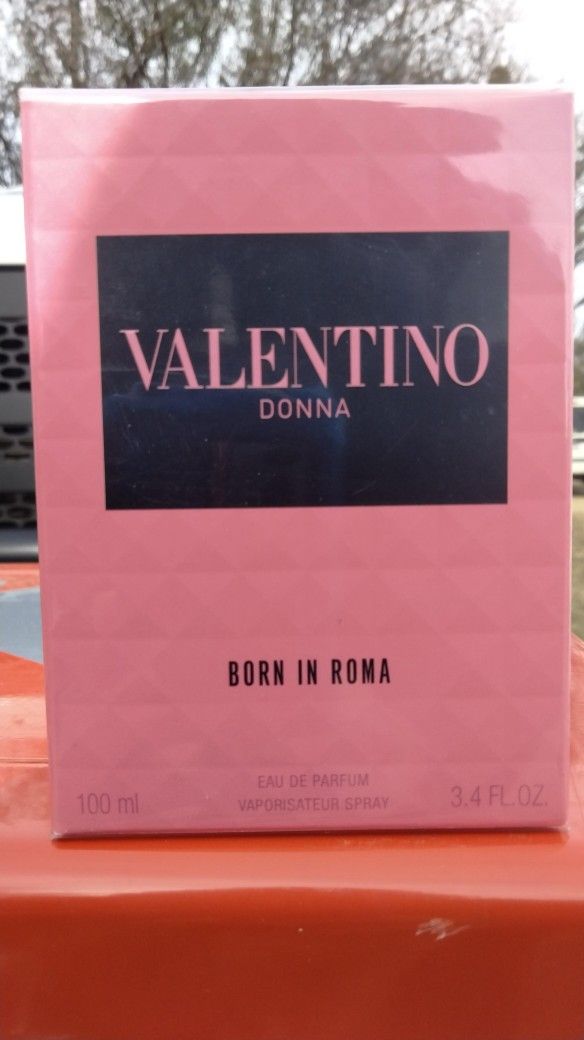 VALENTINO
DONNA
BORN IN ROMA
EAU DE PARFUM
100 ml VAPORISATEUR SPRAY 3.4 FL.OZ.